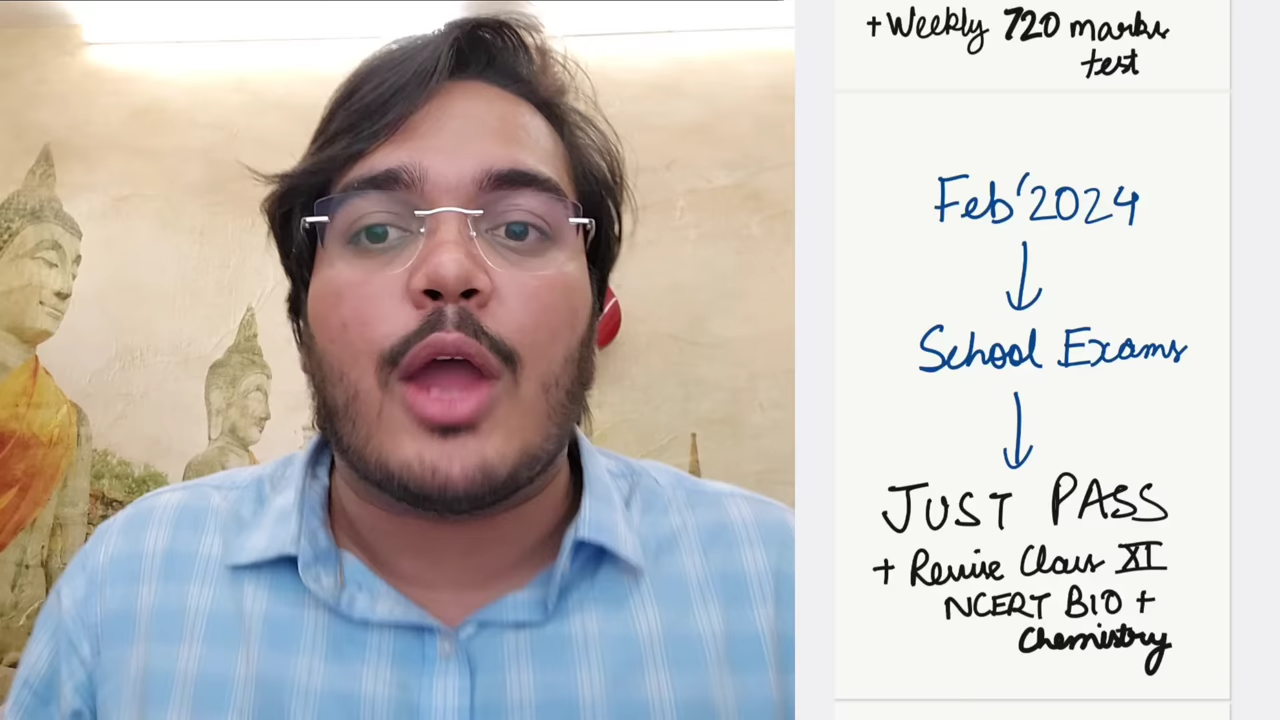 +Weekly 720 marks
test
Feb'2024
School Exams
JUST PASS
+ Revise Class XI
NCERT BIO +
Chemistry